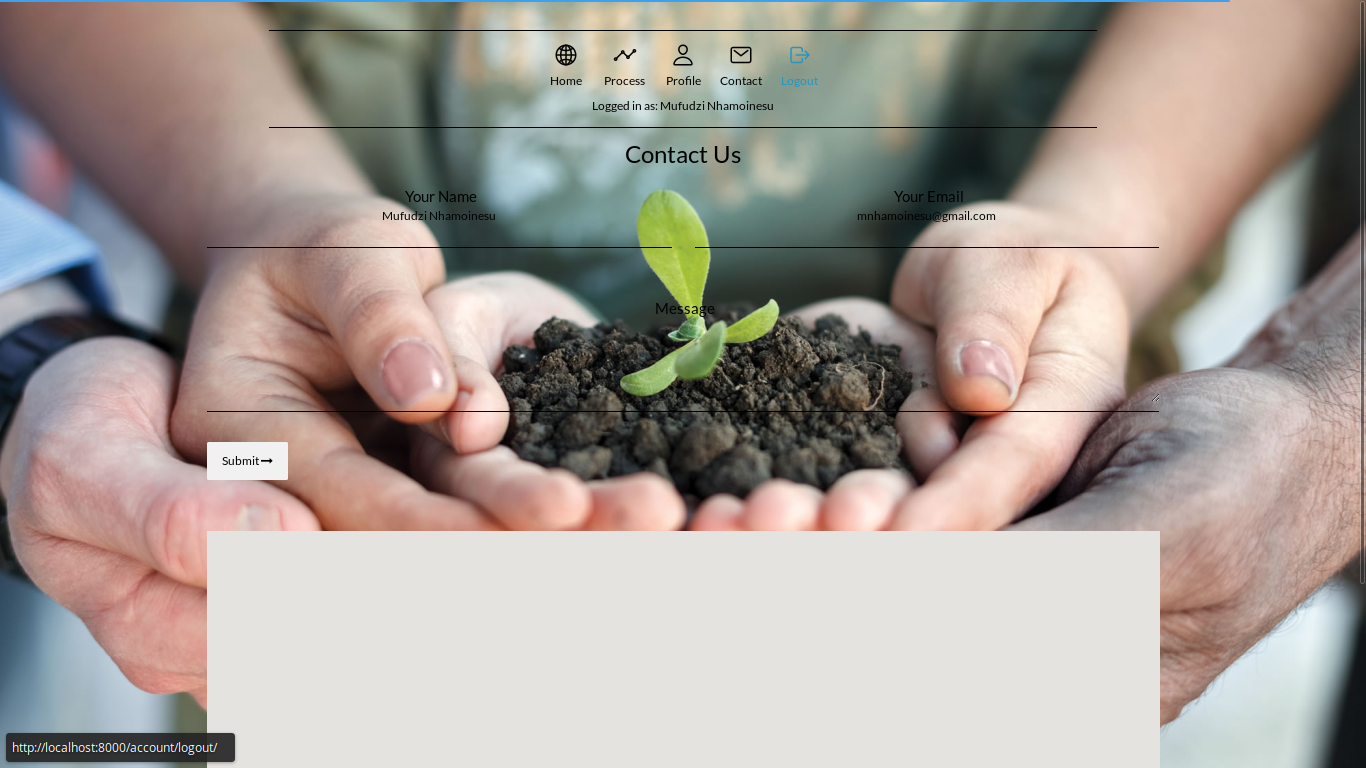 Home Process Profile Contact Logout
Logged in as: Mufudzi Nhamoinesu
Contact Us
Your Name
Mufudzi Nhamoinesu
Your Email
mnhamoinesu@gmail.com
Message
Submit
http://localhost:8000/account/logout/